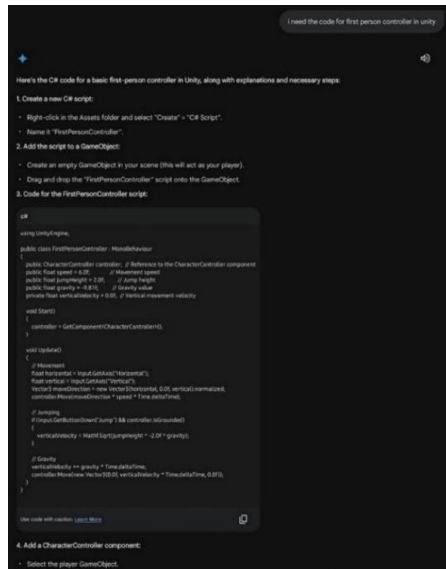 i need the code for first person controller in unity
Here's the C# code for a basic first-person controller in Unity, along with explanations and necessary steps:
1. Create a new C# script:
• Right-click in the Assets folder and select "Create" > "C# Script".
• Name it "FirstPersonController".
2. Add the script to a GameObject:
• Create an empty GameObject in your scene (this will act as your player).
• Drag and drop the "FirstPersonController" script onto the GameObject.
3. Code for the FirstPersonController script:
c#
using UnityEngine;
public class FirstPersonController : MonoBehaviour
{
public CharacterController controller; // Reference to the CharacterController component
public float speed = 6.0f; // Movement speed
public float jumpHeight = 2.0f; // Jump height
public float gravity = -9.81f; // Gravity value
private float verticalVelocity = 0.0f; // Vertical movement velocity
void Start()
{
controller = GetComponent<CharacterController>();
}
void Update()
{
// Movement
float horizontal = Input.GetAxis("Horizontal");
float vertical = Input.GetAxis("Vertical");
Vector3 moveDirection = new Vector3(horizontal, 0.0f, vertical).normalized;
controller.Move(moveDirection * speed * Time.deltaTime);
// Jumping
if (Input.GetButtonDown("Jump") && controller.isGrounded)
{
verticalVelocity = Mathf.Sqrt(jumpHeight * -2.0f * gravity);
}
// Gravity
verticalVelocity += gravity * Time.deltaTime;
controller.Move(new Vector3(0.0f, verticalVelocity * Time.deltaTime, 0.0f));
}
}
Use code with caution. Learn More
4. Add a CharacterController component:
• Select the player GameObject.